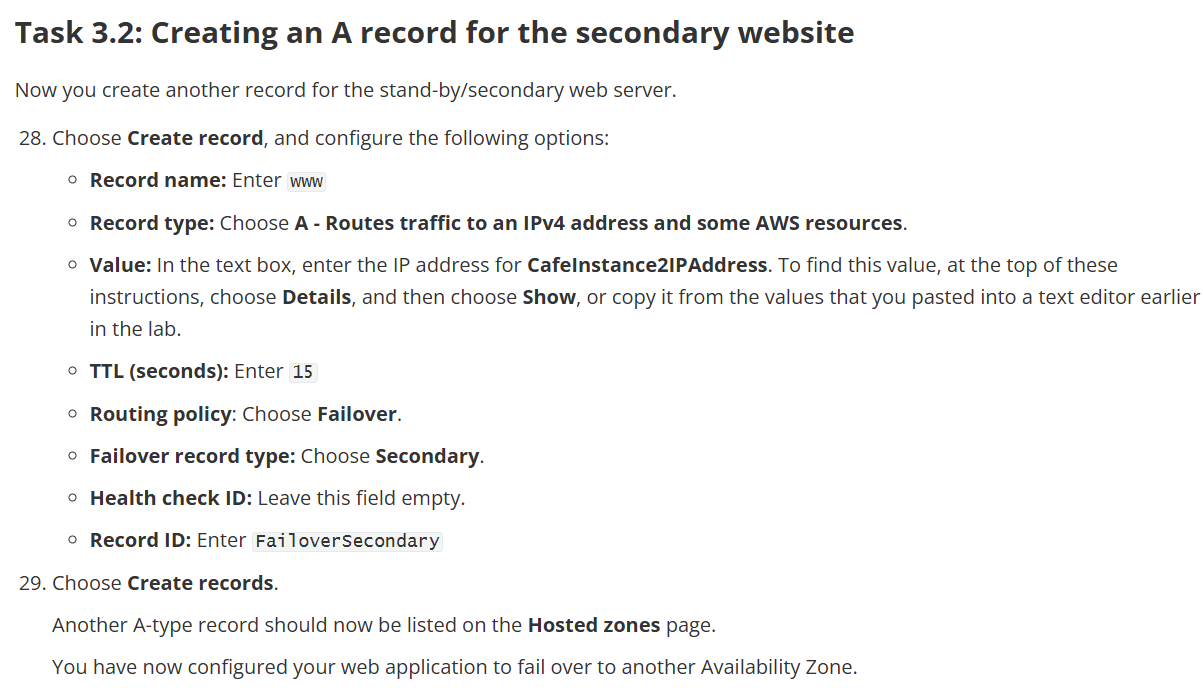 Task 3.2: Creating an A record for the secondary website
Now you create another record for the stand-by/secondary web server.
28. Choose Create record, and configure the following options:
Record name: Enter www
Record type: Choose A - Routes traffic to an IPv4 address and some AWS resources.
Value: In the text box, enter the IP address for CafeInstance2IPAddress. To find this value, at the top of these
instructions, choose Details, and then choose Show, or copy it from the values that you pasted into a text editor earlier
in the lab.
TTL (seconds): Enter 15
Routing policy: Choose Failover.
Failover record type: Choose Secondary.
Health check ID: Leave this field empty.
Record ID: Enter FailoverSecondary
29. Choose Create records.
Another A-type record should now be listed on the Hosted zones page.
You have now configured your web application to fail over to another Availability Zone.